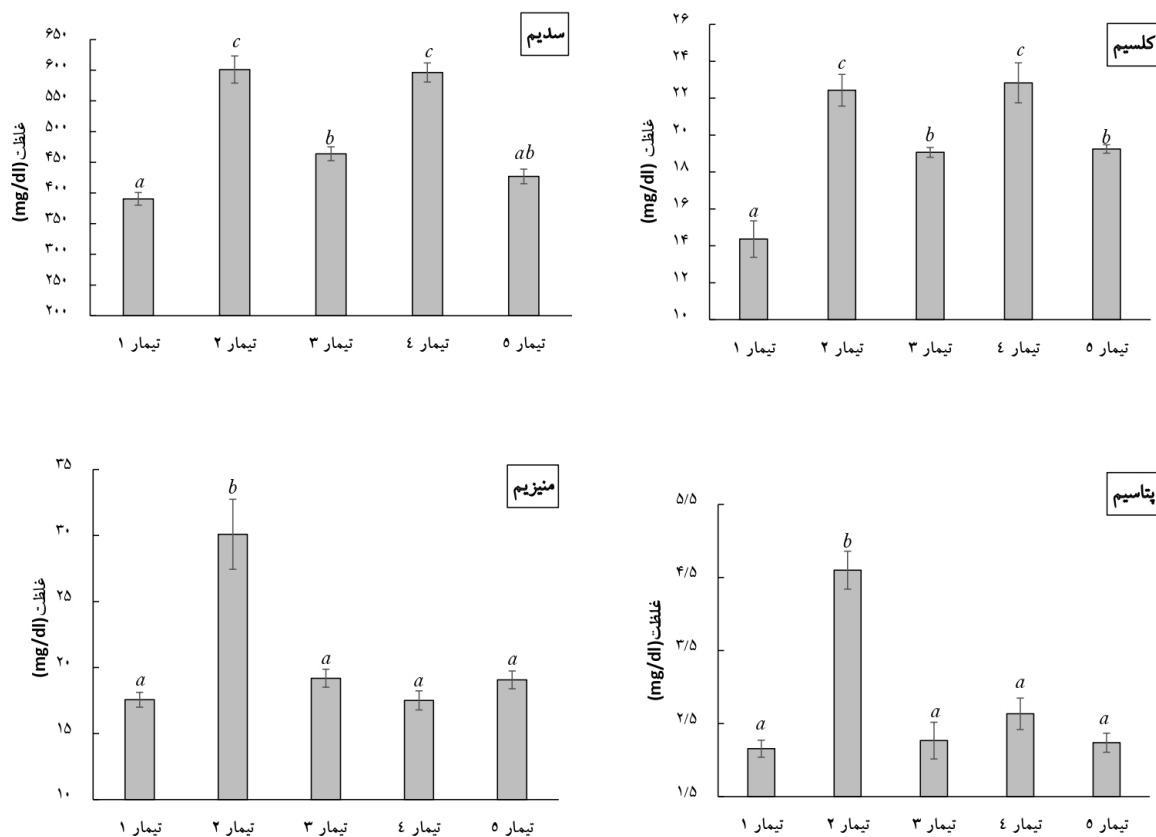 سدیم
غلظت(mg/dl)
۶۵۰
۶۰۰
۵۵۰
۵۰۰
۴۵۰
۴۰۰
۳۵۰
۳۰۰
۲۵۰
۲۰۰
a
c
b
c
ab
تیمار ۱ تیمار ۲ تیمار ۳ تیمار ٤ تیمار ٥
کلسیم
غلظت (mg/dl)
۲۶
۲۴
۲۲
۲۰
۱۸
۱۶
۱۴
۱۲
۱۰
a
c
b
c
b
تیمار ۱ تیمار ۲ تیمار ۳ تیمار ٤ تیمار ٥
منیزیم
غلظت(mg/dl)
۳۵
۳۰
۲۵
۲۰
۱۵
۱۰
a
b
a
a
a
تیمار ۱ تیمار ۲ تیمار ۳ تیمار ٤ تیمار ٥
پتاسیم
غلظت(mg/dl)
۵/۵
۴/۵
۳/۵
۲/۵
۱/۵
a
b
a
a
a
تیمار ۱ تیمار ۲ تیمار ۳ تیمار ٤ تیمار ٥